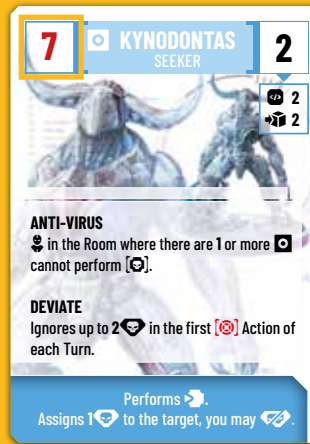 7
KYNODONTAS
SEEKER
2
</> 2
2
ANTI-VIRUS
in the Room where there are 1 or more
cannot perform [ ].
DEVIATE
Ignores up to 2 in the first [ ] Action of
each Turn.
Performs .
Assigns 1 to the target, you may .